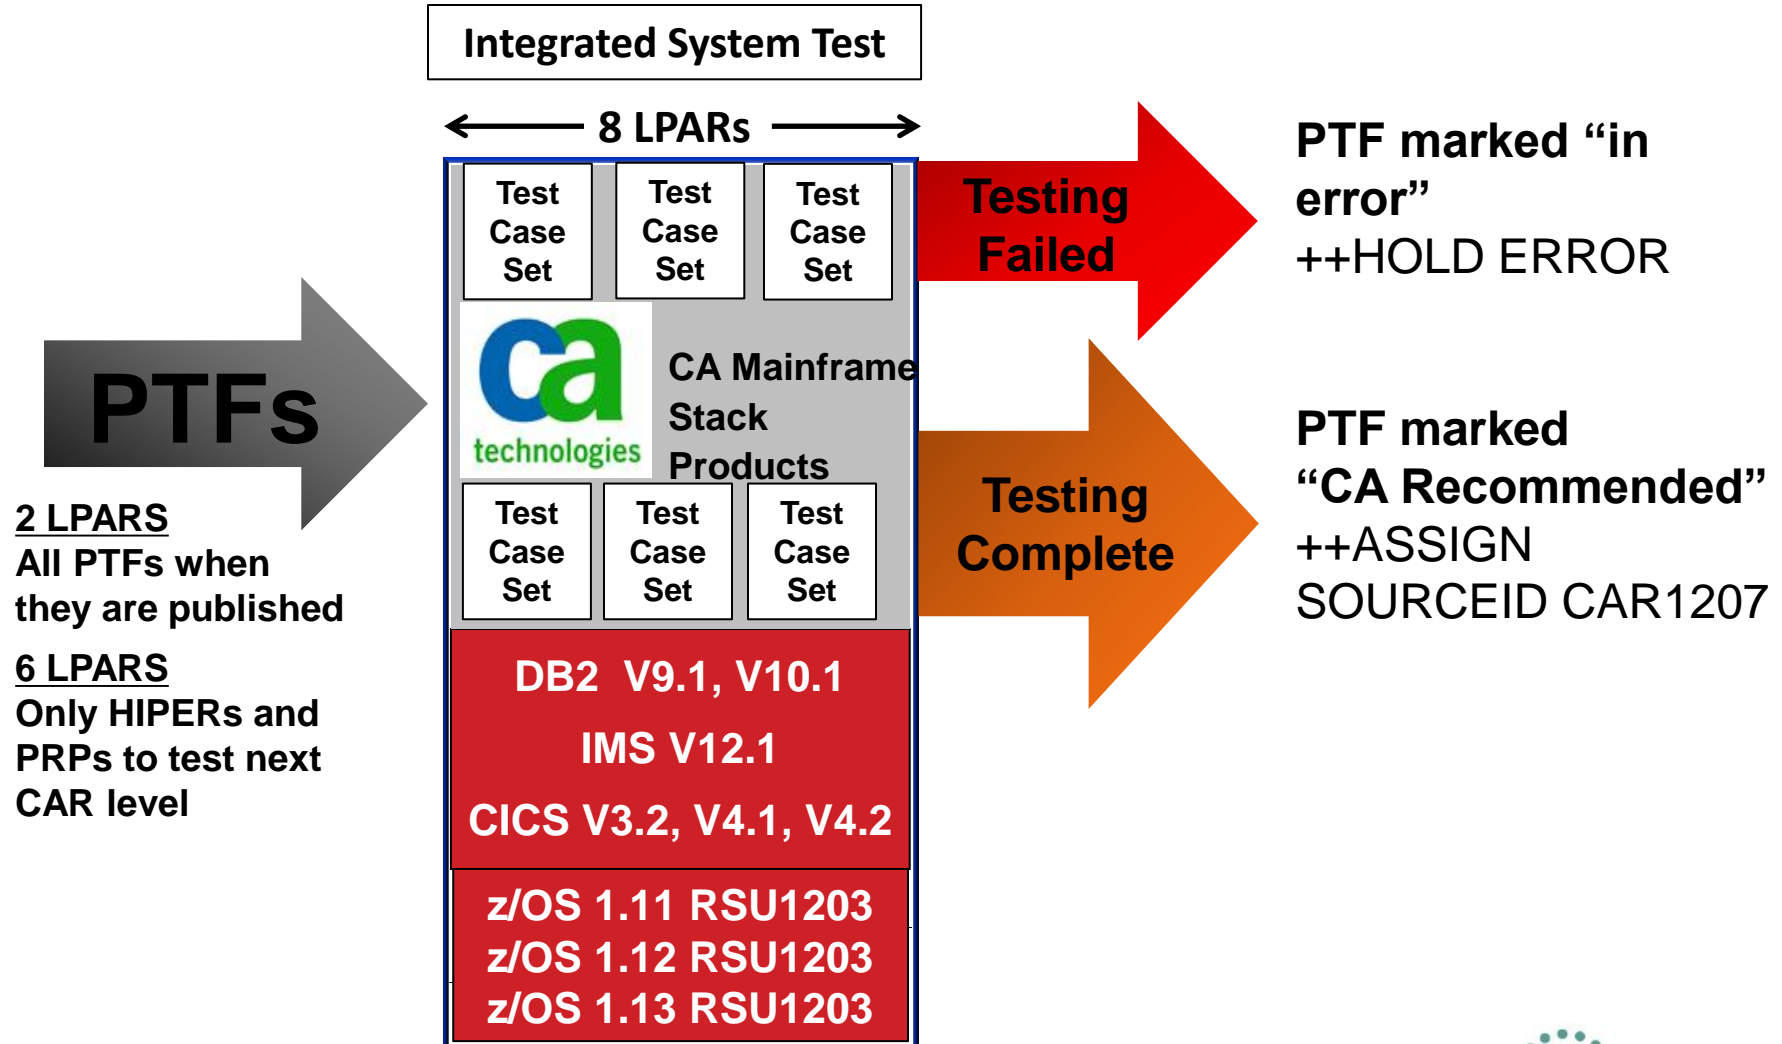 Integrated System Test
8 LPARs
Test
Case
Set
Test
Case
Set
Test
Case
Set
Testing
Failed
PTF marked “in
error”
++HOLD ERROR
PTFs
ca
technologies
CA Mainframe
Stack
Products
Test
Case
Set
Test
Case
Set
Test
Case
Set
Testing
Complete
PTF marked
“CA Recommended”
++ASSIGN
SOURCEID CAR1207
2 LPARS
All PTFs when
they are published
6 LPARS
Only HIPERs and
PRPs to test next
CAR level
DB2 V9.1, V10.1
IMS V12.1
CICS V3.2, V4.1, V4.2
z/OS 1.11 RSU1203
z/OS 1.12 RSU1203
z/OS 1.13 RSU1203